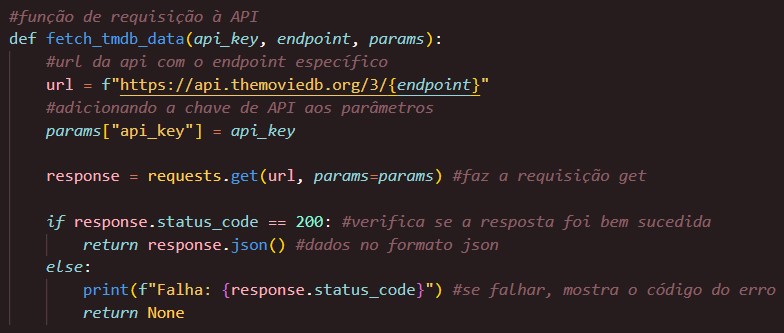 #função de requisição à API
def fetch_tmdb_data(api_key, endpoint, params):
    #url da api com o endpoint específico
    url = f"https://api.themoviedb.org/3/{endpoint}"
    #adicionando a chave de API aos parâmetros
    params["api_key"] = api_key

    response = requests.get(url, params=params) #faz a requisição get

    if response.status_code == 200: #verifica se a resposta foi bem sucedida
        return response.json() #dados no formato json
    else:
        print(f"Falha: {response.status_code}") #se falhar, mostra o código do erro
        return None